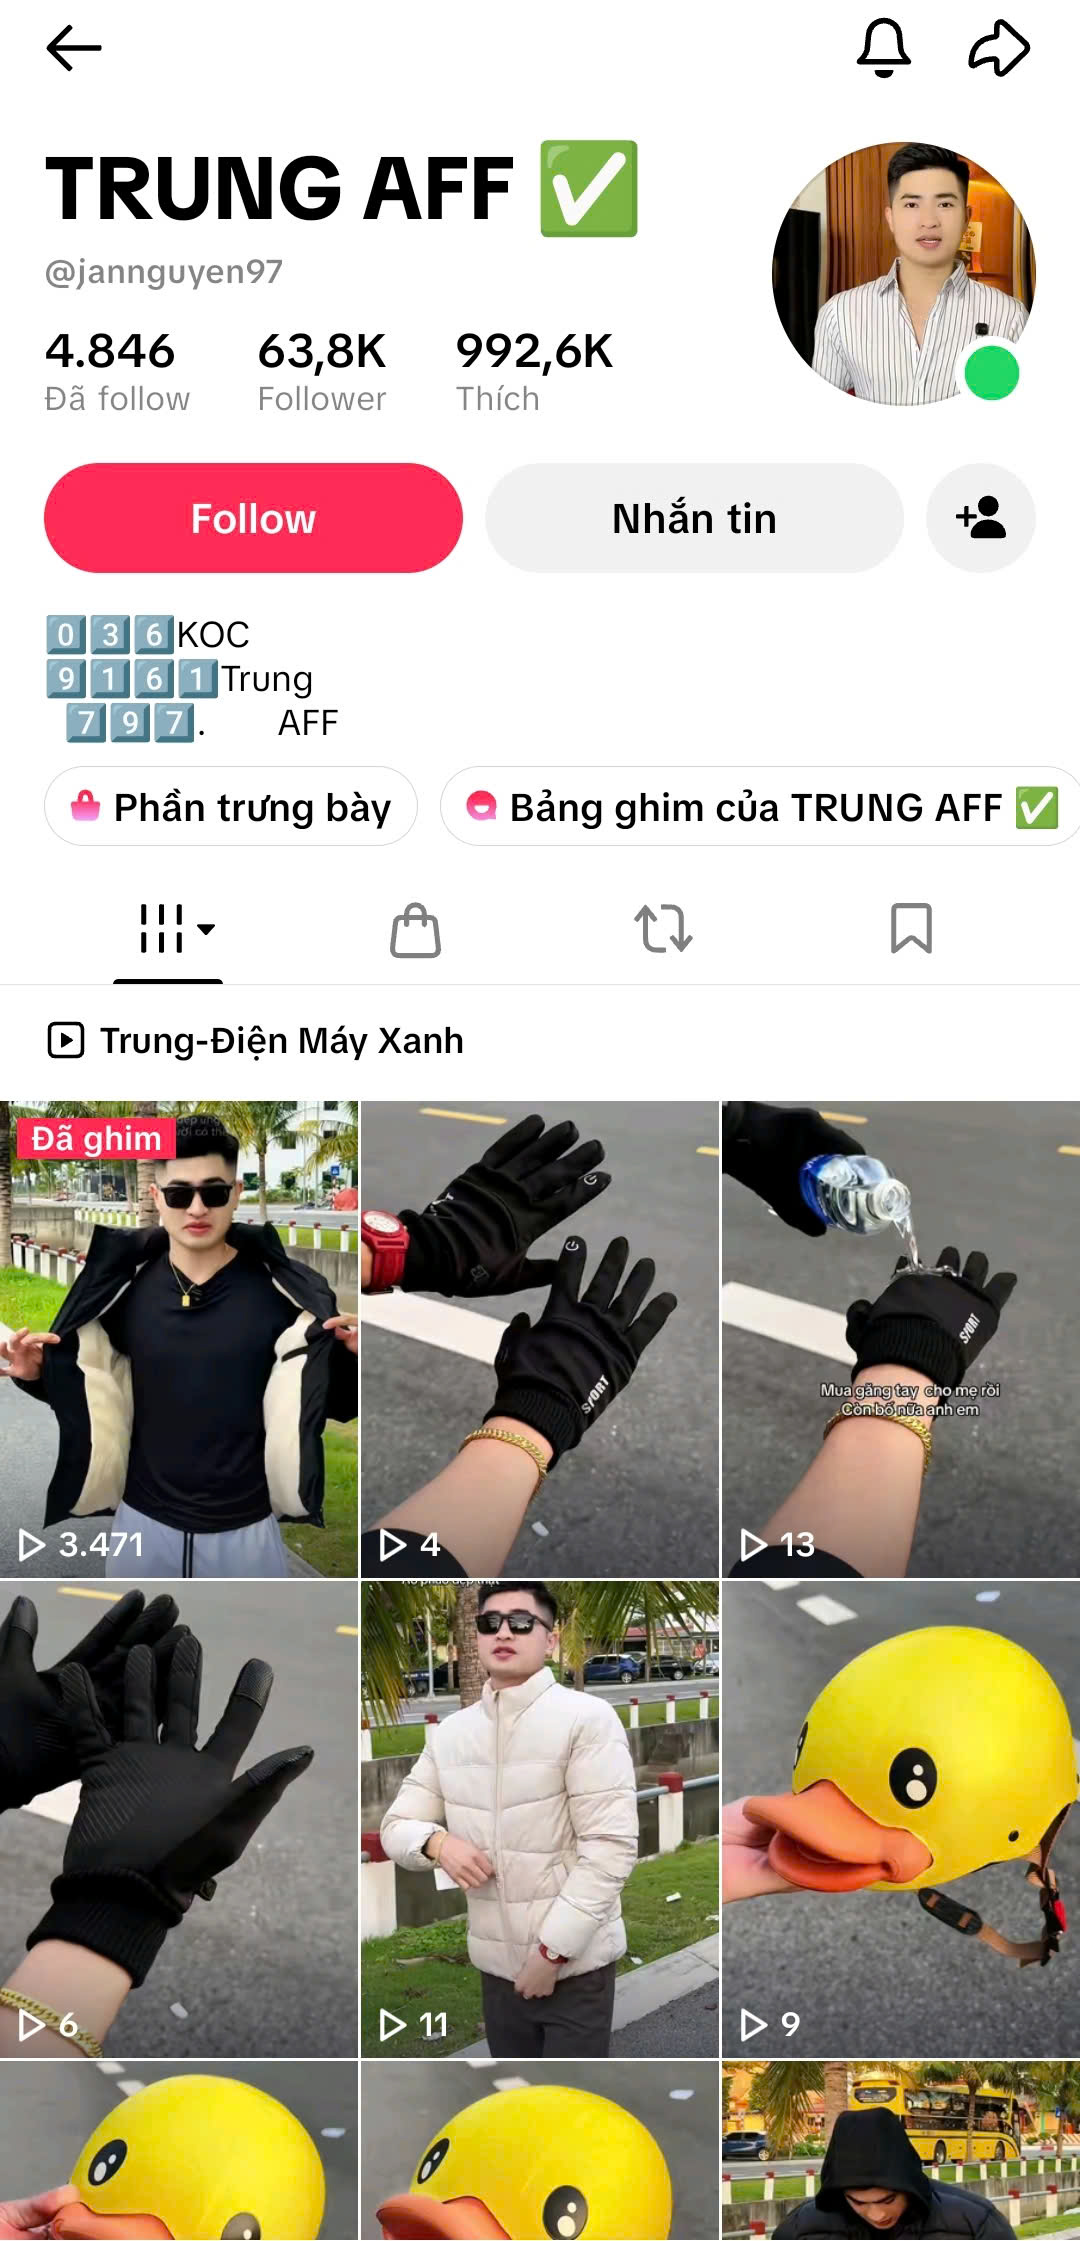 TRUNG AFF ✅
@jannguyen97
4.846 63,8K 992,6K
Đã follow Follower Thích
Follow Nhắn tin
0️⃣3️⃣6️⃣KOC
9️⃣1️⃣6️⃣1️⃣Trung
7️⃣9️⃣7️⃣. AFF
Phần trưng bày Bảng ghim của TRUNG AFF ✅
Trung-Điện Máy Xanh
Đã ghim
SPORT
SPORT
Mua găng tay cho mẹ rồi
Còn bố nữa anh em
3.471 4 13
6 11 9